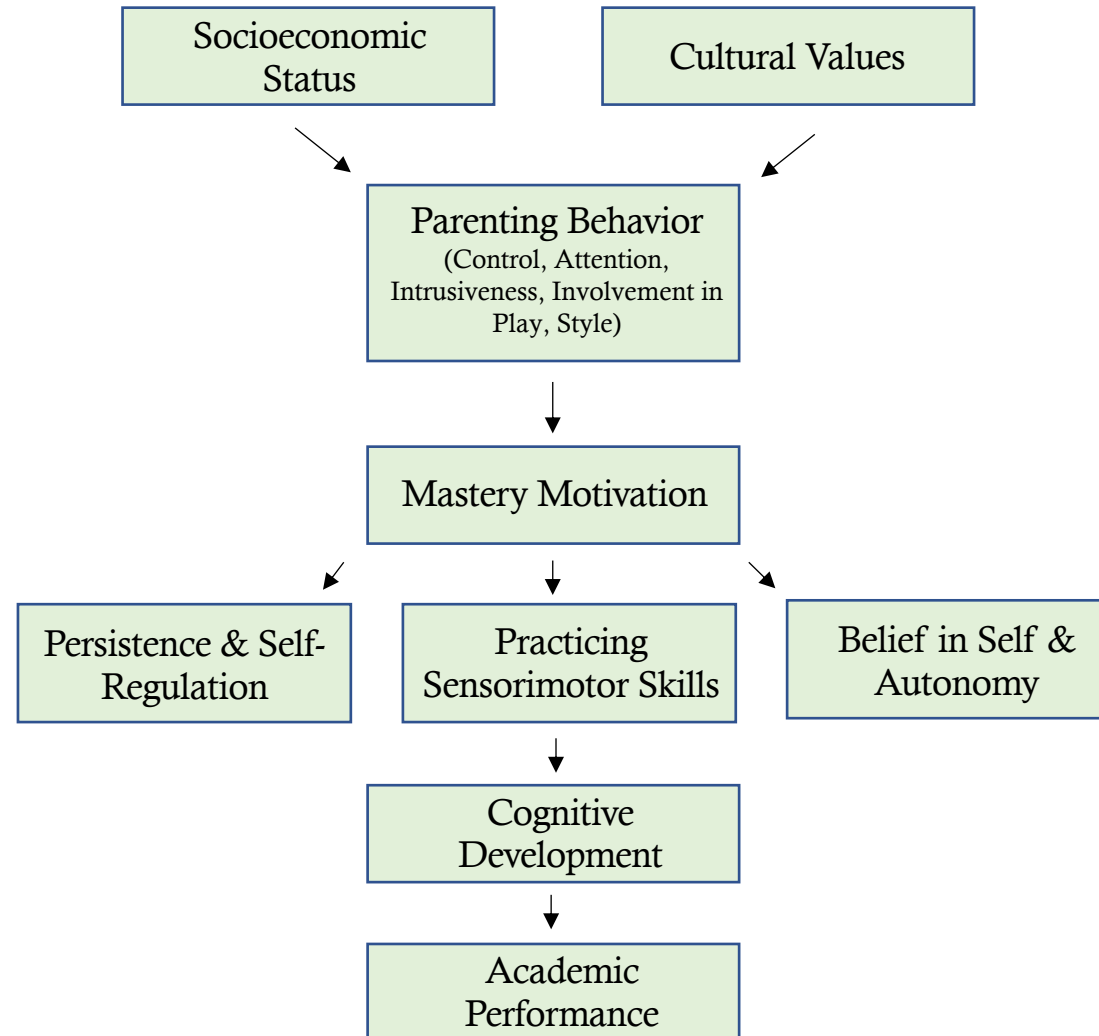 Socioeconomic
Status
Cultural Values
Parenting Behavior
(Control, Attention,
Intrusiveness, Involvement in
Play, Style)
Mastery Motivation
Persistence & Self-
Regulation
Practicing
Sensorimotor Skills
Belief in Self &
Autonomy
Cognitive
Development
Academic
Performance